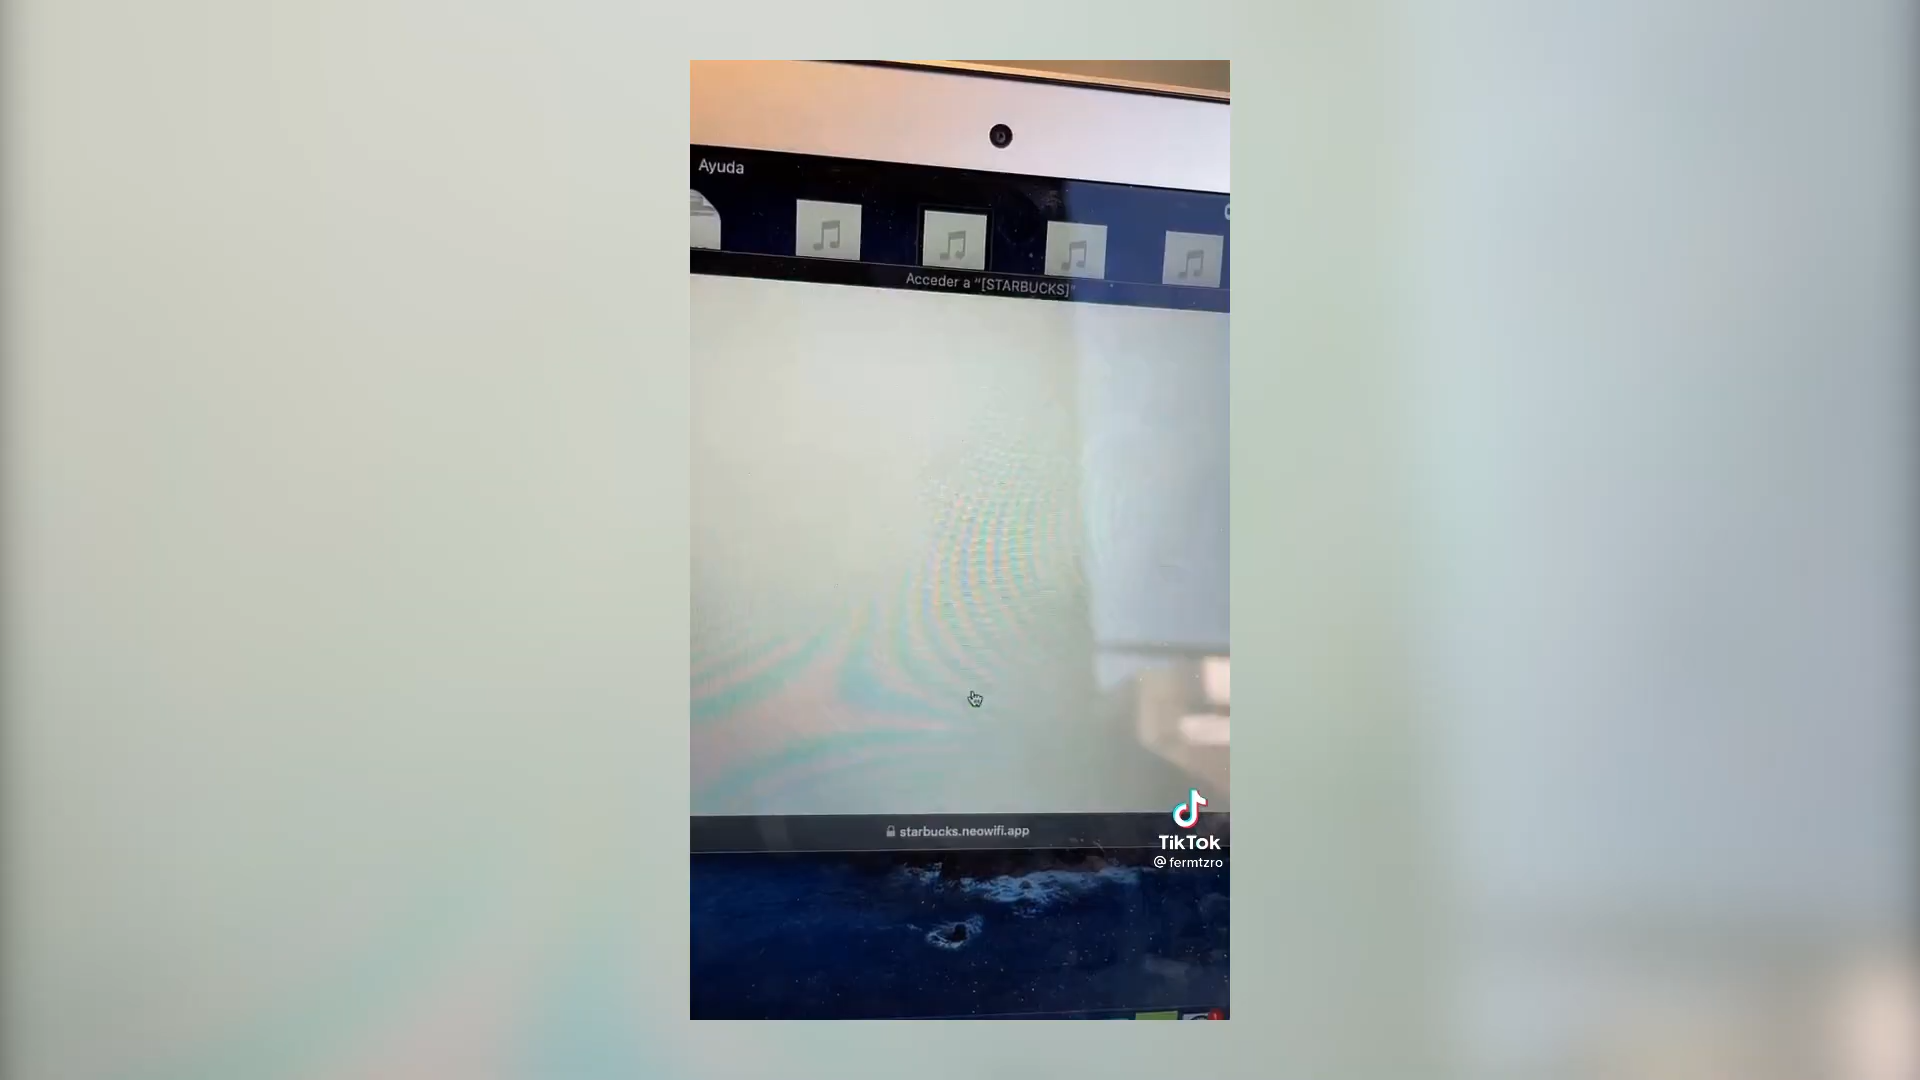 Ayuda
Acceder a "[STARBUCKS]"
starbucks.neowifi.app
TikTok
@fermtzro